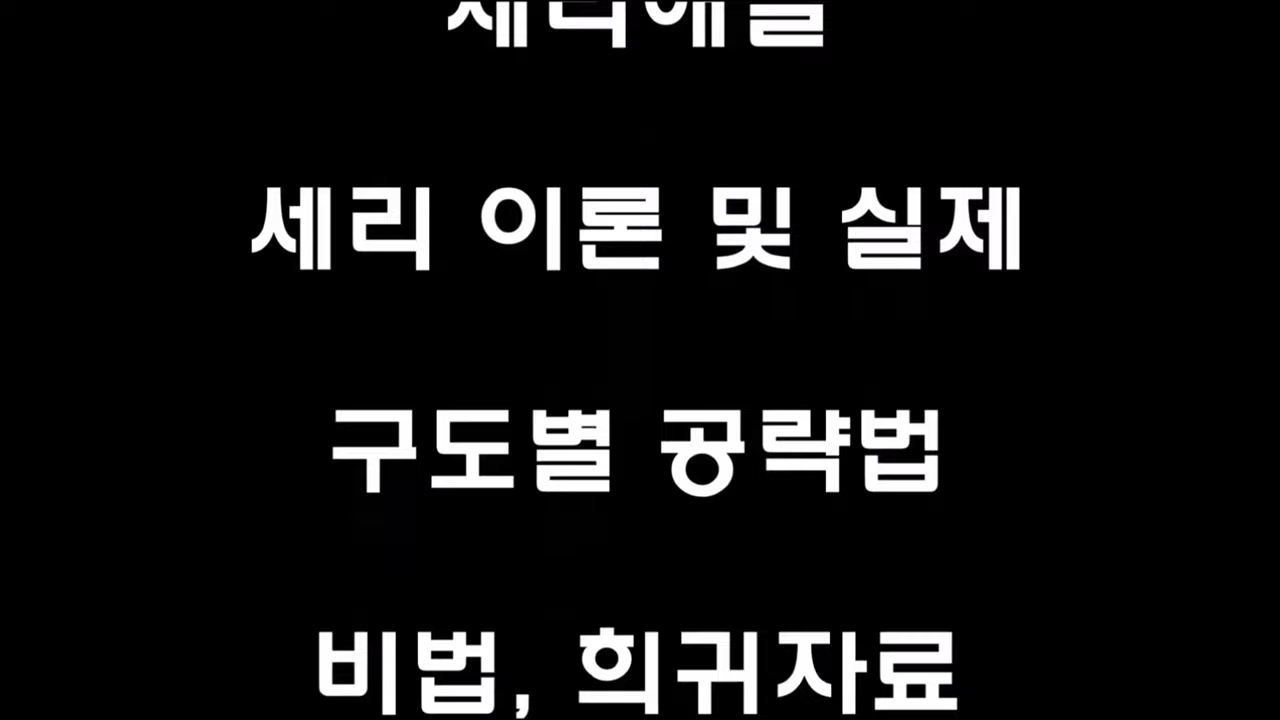 세리 이론 및 실제
구도별 공략법
비법, 희귀자료